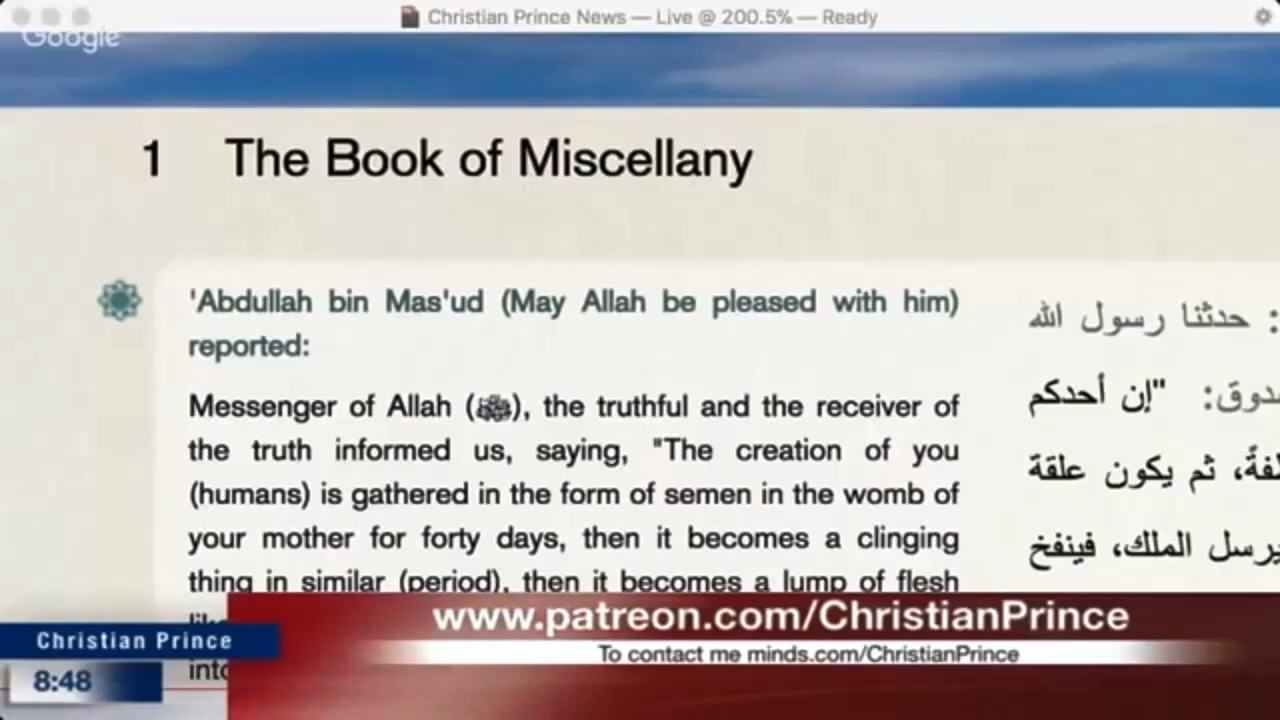 Christian Prince News — Live @ 200.5% — Ready
Google
1 The Book of Miscellany
'Abdullah bin Mas'ud (May Allah be pleased with him)
reported:
: حدثنا رسول الله
Messenger of Allah (ﷺ), the truthful and the receiver of
دوق: "إن أحدكم
the truth informed us, saying, "The creation of you
(humans) is gathered in the form of semen in the womb of
لفةً، ثم يكون علقة
your mother for forty days, then it becomes a clinging
يرسل الملك، فينفخ
thing in similar (period), then it becomes a lump of flesh
into
www.patreon.com/ChristianPrince
Christian Prince
To contact me minds.com/ChristianPrince
8:48